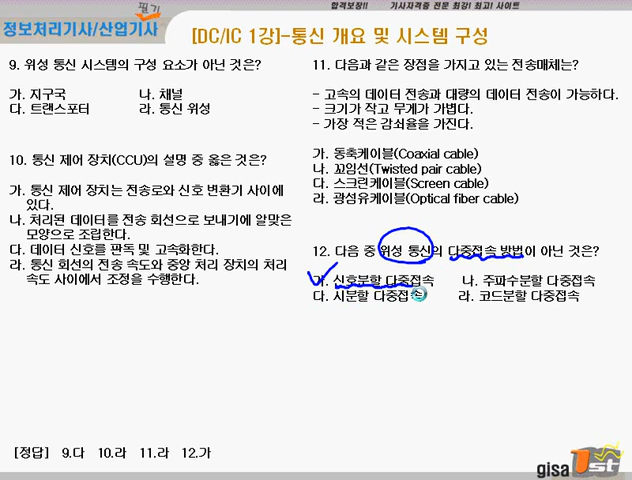 합격보장!! 기사자격증 전문 최강! 최고! 사이트
필기
정보처리기사/산업기사
[DC/IC 1강]-통신 개요 및 시스템 구성
9. 위성 통신 시스템의 구성 요소가 아닌 것은?
가. 지구국 나. 채널
다. 트랜스포터 라. 통신 위성
10. 통신 제어 장치(CCU)의 설명 중 옳은 것은?
가. 통신 제어 장치는 전송로와 신호 변환기 사이에
있다.
나. 처리된 데이터를 전송 회선으로 보내기에 알맞은
모양으로 조립한다.
다. 데이터 신호를 판독 및 고속화한다.
라. 통신 회선의 전송 속도와 중앙 처리 장치의 처리
속도 사이에서 조정을 수행한다.
11. 다음과 같은 장점을 가지고 있는 전송매체는?
- 고속의 데이터 전송과 대량의 데이터 전송이 가능하다.
- 크기가 작고 무게가 가볍다.
- 가장 적은 감쇠율을 가진다.
가. 동축케이블(Coaxial cable)
나. 꼬임선(Twisted pair cable)
다. 스크린케이블(Screen cable)
라. 광섬유케이블(Optical fiber cable)
12. 다음 중 위성 통신의 다중접속 방법이 아닌 것은?
가. 신호분할 다중접속 나. 주파수분할 다중접속
다. 시분할 다중접속 라. 코드분할 다중접속
[정답] 9.다 10.라 11.라 12.가
gisa 1st